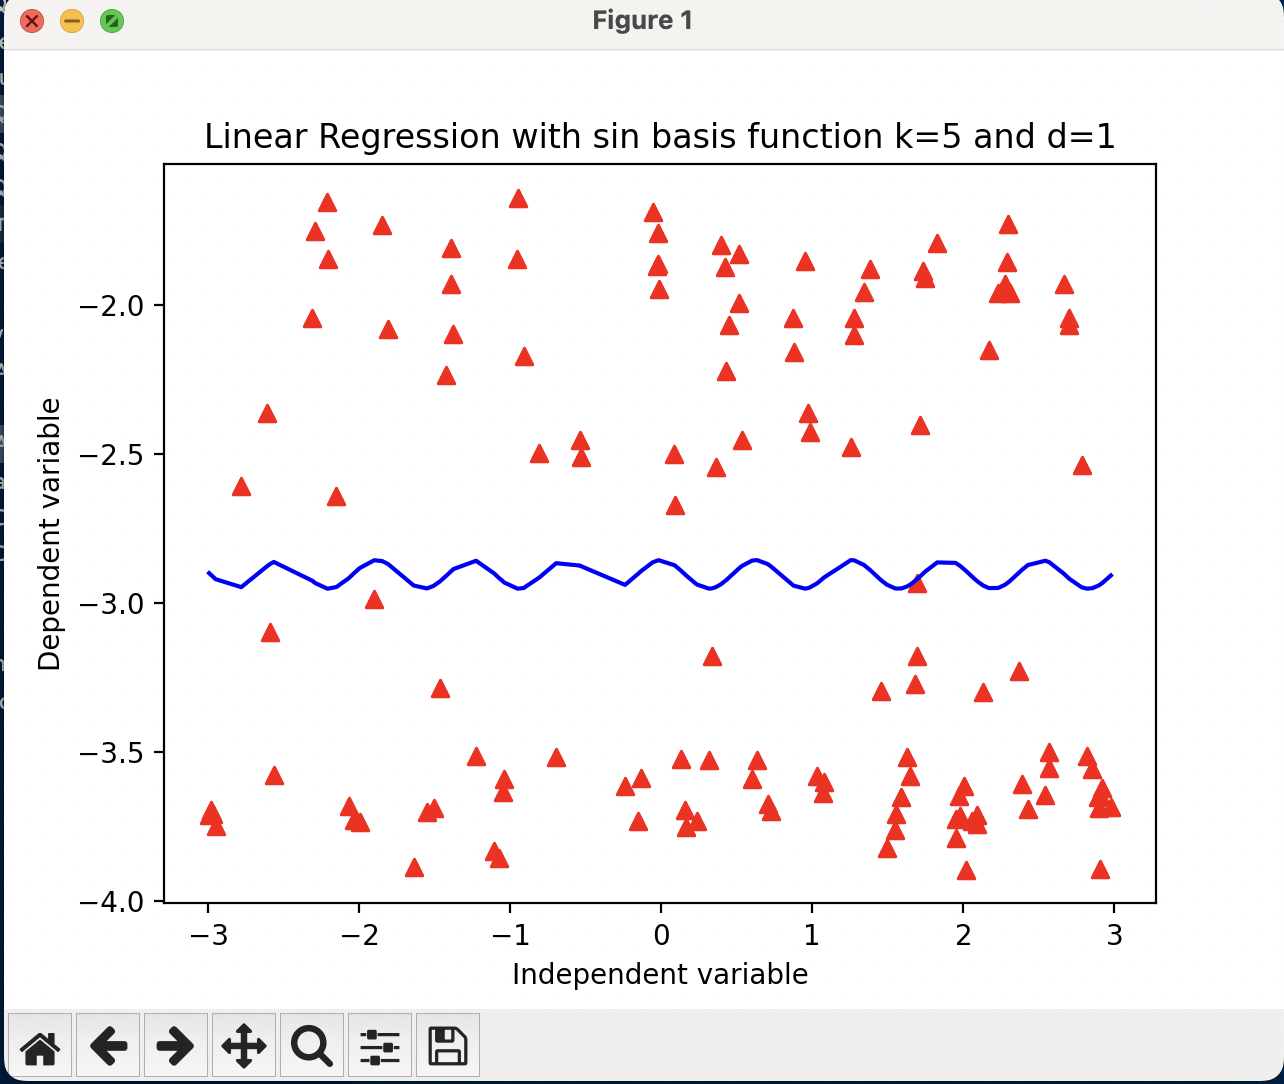 Figure 1
Linear Regression with sin basis function k=5 and d=1
Dependent variable
−2.0
−2.5
−3.0
−3.5
−4.0
−3 −2 −1 0 1 2 3
Independent variable